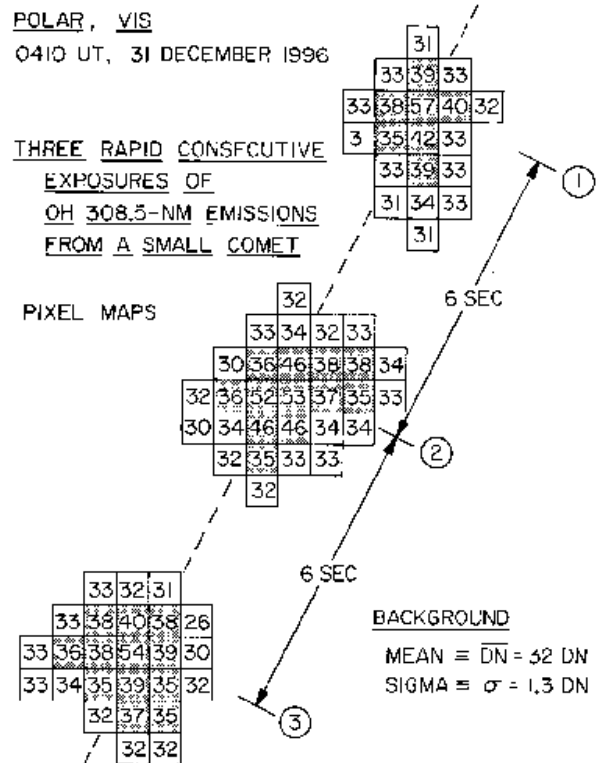 POLAR, VIS
0410 UT, 31 DECEMBER 1996
THREE RAPID CONSECUTIVE
EXPOSURES OF
OH 308.5-NM EMISSIONS
FROM A SMALL COMET
PIXEL MAPS
31
33 39 33
33 38 57 40 32
3 35 42 33
33 39 33
31 34 33
31
1
6 SEC
32
33 34 32 33
30 36 46 38 38 34
32 36 52 53 37 35 33
30 34 46 46 34 34
32 35 33 33
32
2
6 SEC
33 32 31
33 38 40 38 26
33 36 38 54 39 30
33 34 35 39 35 32
32 37 35
32 32
3
BACKGROUND
MEAN ≡ DN = 32 DN
SIGMA ≡ σ = 1.3 DN